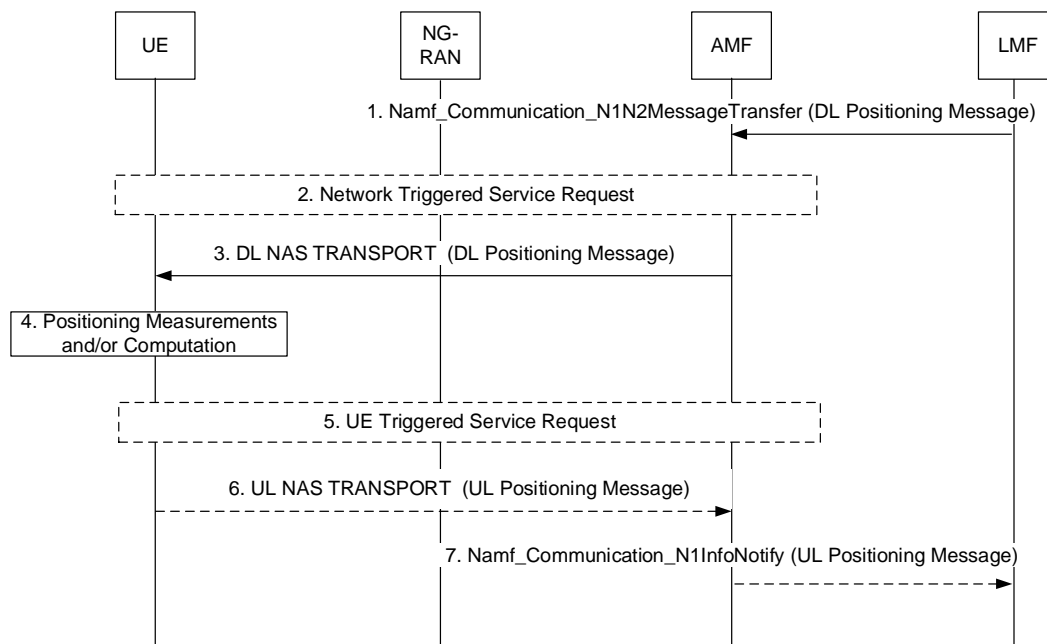 UE
NG-
RAN
AMF
LMF
1. Namf_Communication_N1N2MessageTransfer (DL Positioning Message)
2. Network Triggered Service Request
3. DL NAS TRANSPORT (DL Positioning Message)
4. Positioning Measurements
and/or Computation
5. UE Triggered Service Request
6. UL NAS TRANSPORT (UL Positioning Message)
7. Namf_Communication_N1InfoNotify (UL Positioning Message)